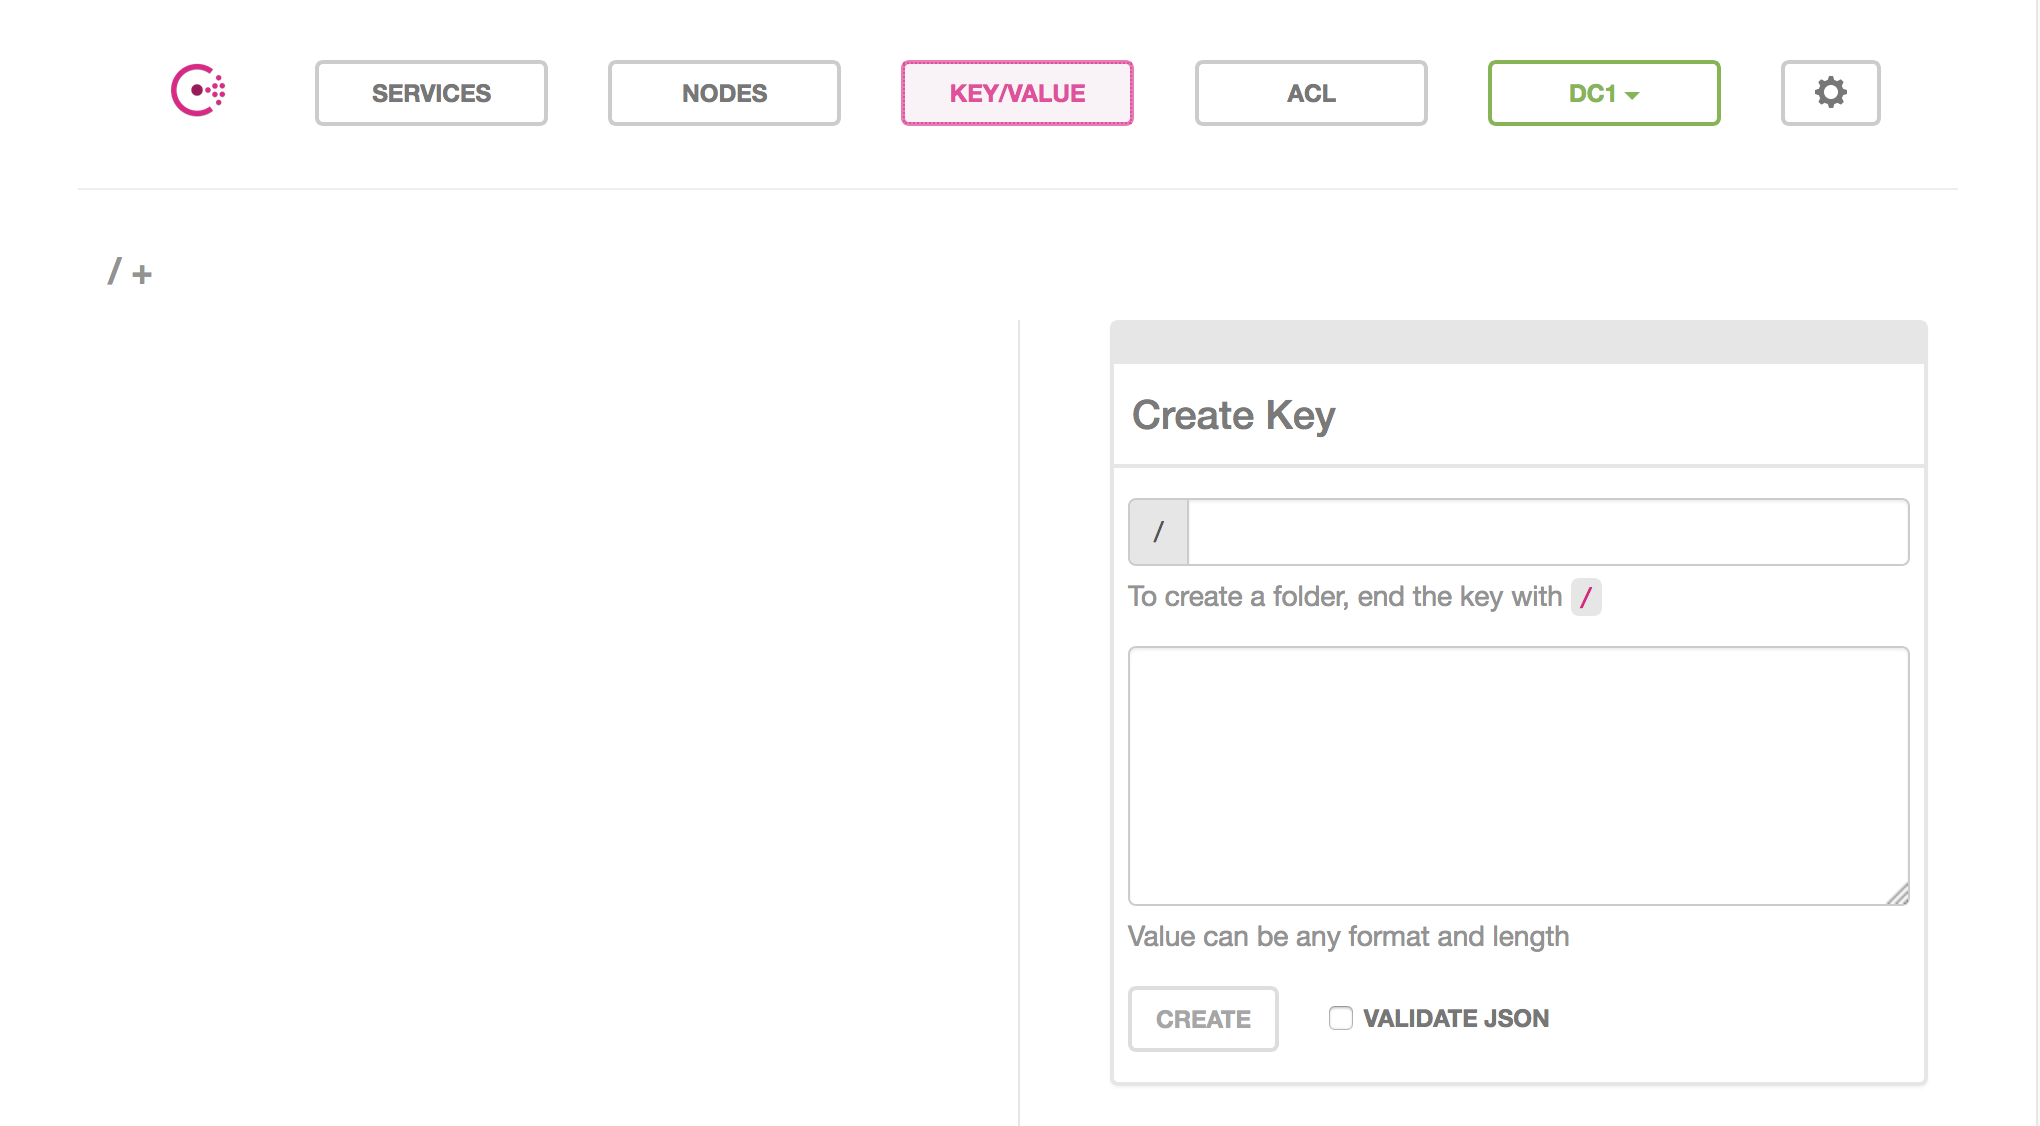 SERVICES NODES KEY/VALUE ACL DC1
/ +
Create Key
/
To create a folder, end the key with /
Value can be any format and length
CREATE VALIDATE JSON